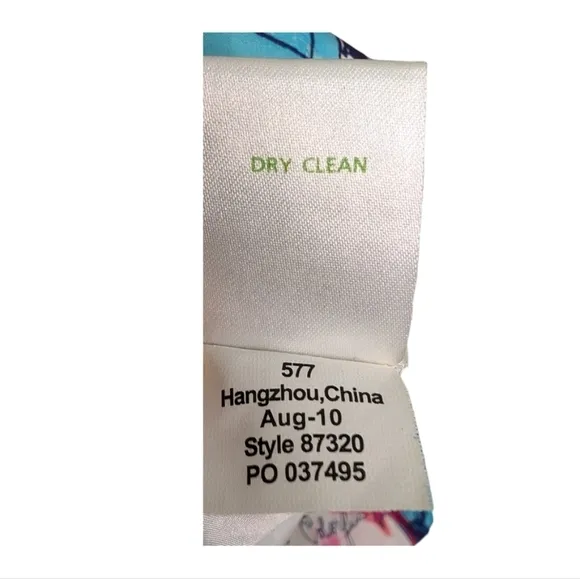 DRY CLEAN
577
Hangzhou,China
Aug-10
Style 87320
PO 037495